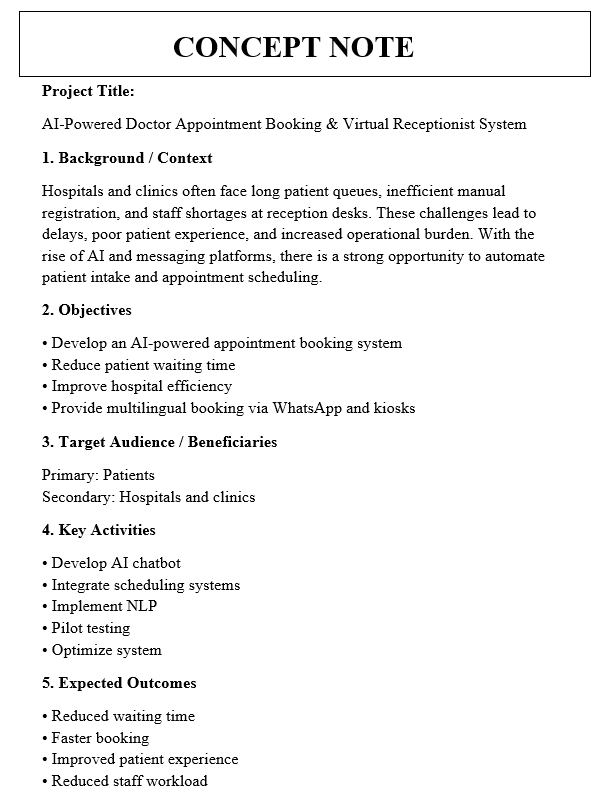 CONCEPT NOTE
Project Title:
AI-Powered Doctor Appointment Booking & Virtual Receptionist System
1. Background / Context
Hospitals and clinics often face long patient queues, inefficient manual
registration, and staff shortages at reception desks. These challenges lead to
delays, poor patient experience, and increased operational burden. With the
rise of AI and messaging platforms, there is a strong opportunity to automate
patient intake and appointment scheduling.
2. Objectives
• Develop an AI-powered appointment booking system
• Reduce patient waiting time
• Improve hospital efficiency
• Provide multilingual booking via WhatsApp and kiosks
3. Target Audience / Beneficiaries
Primary: Patients
Secondary: Hospitals and clinics
4. Key Activities
• Develop AI chatbot
• Integrate scheduling systems
• Implement NLP
• Pilot testing
• Optimize system
5. Expected Outcomes
• Reduced waiting time
• Faster booking
• Improved patient experience
• Reduced staff workload